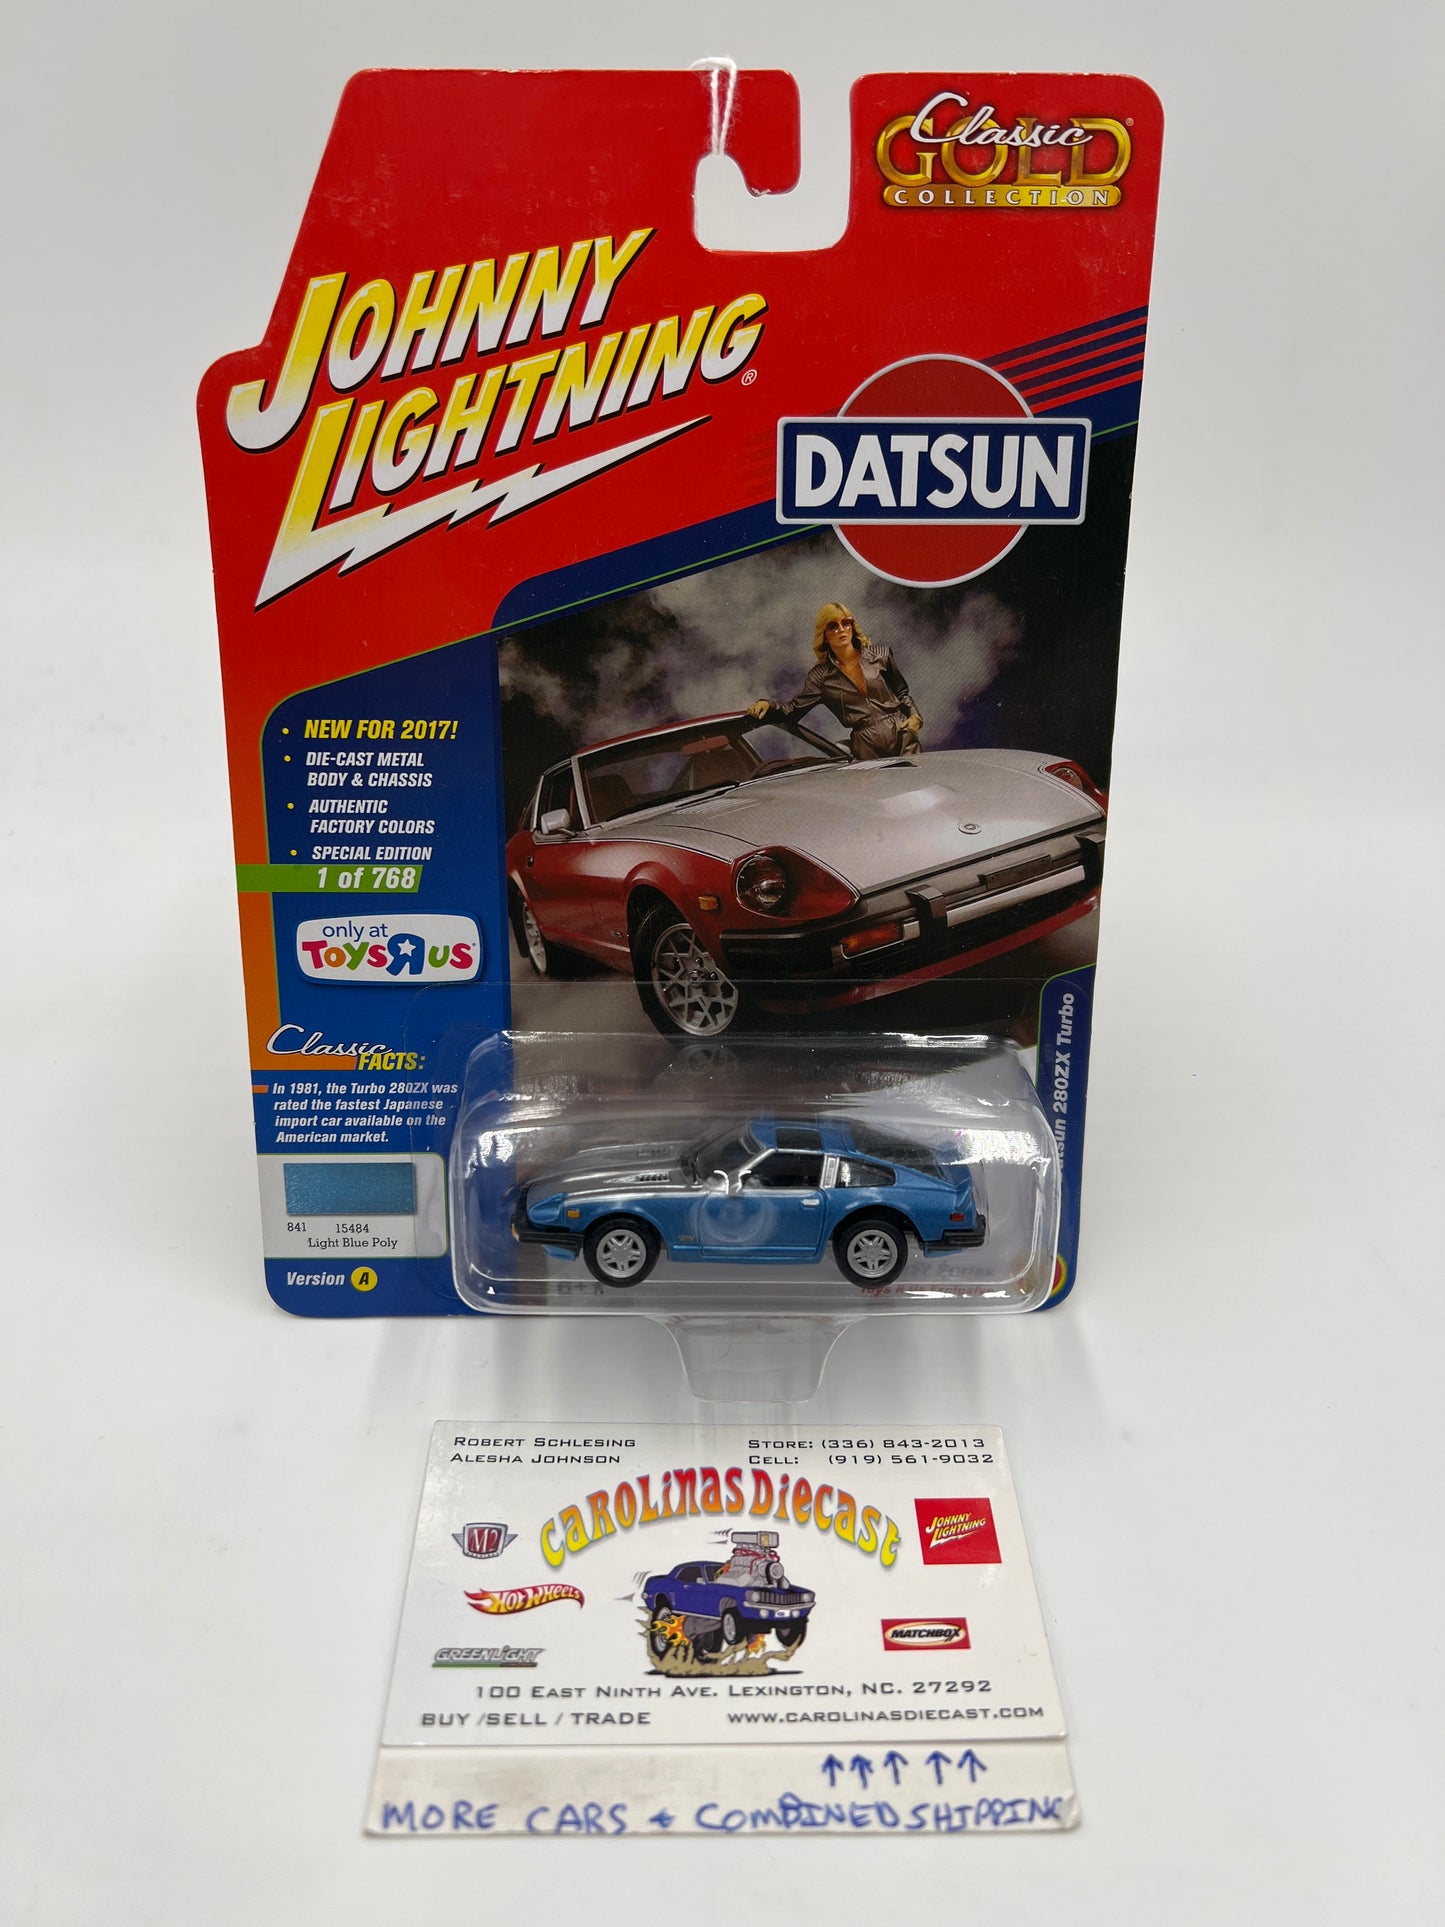 Classic
GOLD®
COLLECTION
JOHNNY
LIGHTNING®
DATSUN
• NEW FOR 2017!
• DIE-CAST METAL
BODY & CHASSIS
• AUTHENTIC
FACTORY COLORS
• SPECIAL EDITION
1 of 768
only at
TOYS R US
Classic
FACTS:
In 1981, the Turbo 280ZX was
rated the fastest Japanese
import car available on the
American market.
841 15484
Light Blue Poly
Version A
280ZX Turbo
ROBERT SCHLESING
ALESHA JOHNSON
STORE: (336) 843-2013
CELL: (919) 561-9032
CAROLINAS DIECAST
M2
JOHNNY
LIGHTNING
HOT WHEELS
MATCHBOX
GREENLIGHT
100 EAST NINTH AVE. LEXINGTON, NC. 27292
BUY /SELL / TRADE WWW.CAROLINASDIECAST.COM
↑↑↑ ↑↑
MORE CARS + COMBINED SHIPPING